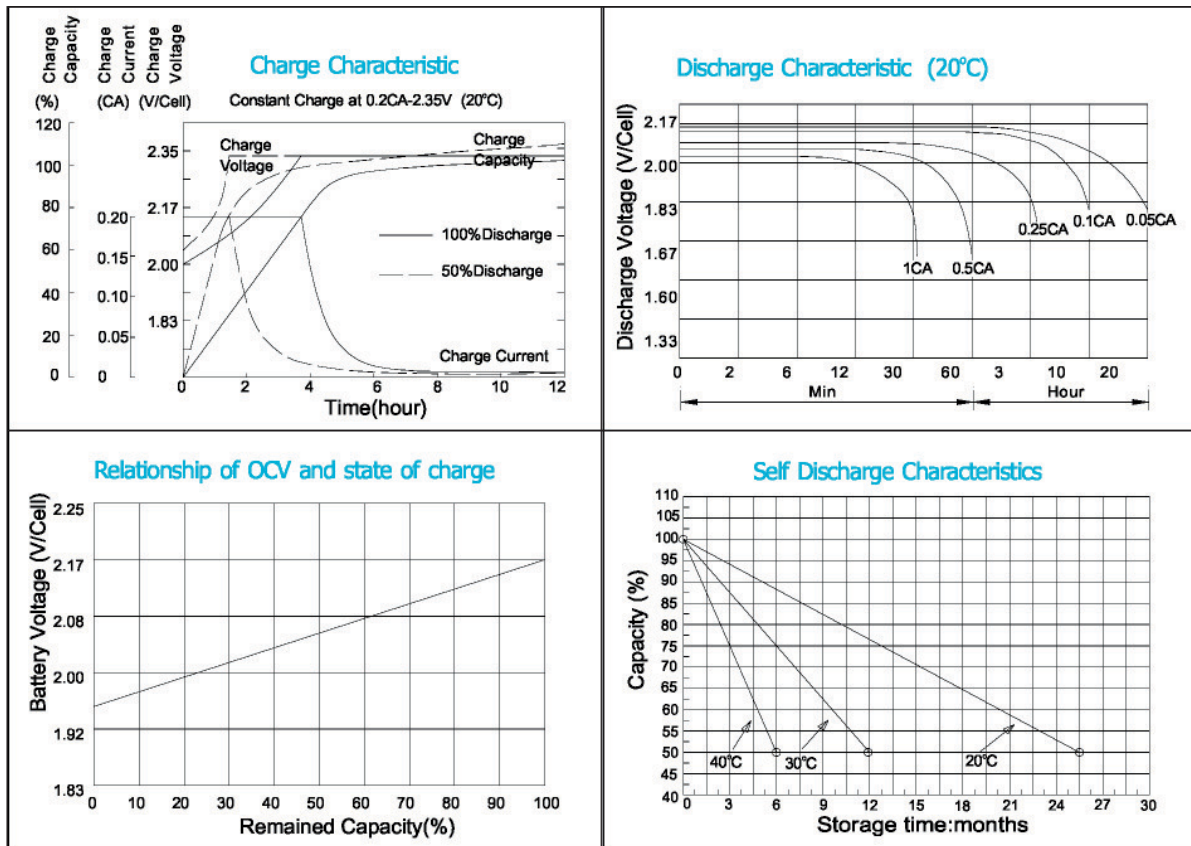 Charge Capacity
Charge Current
Charge Voltage
(%) (CA) (V/Cell)
Charge Characteristic
Constant Charge at 0.2CA-2.35V (20°C)
120
100
80
60
40
20
0
0.20
0.15
0.10
0.05
0
2.35
2.17
2.00
1.83
Charge
Voltage
Charge
Capacity
100%Discharge
50%Discharge
Charge Current
0 2 4 6 8 10 12
Time(hour)
Discharge Characteristic (20°C)
Discharge Voltage (V/Cell)
2.17
2.00
1.83
1.67
1.60
1.33
1CA 0.5CA 0.25CA 0.1CA 0.05CA
0 2 6 12 30 60 3 10 20
Min Hour
Relationship of OCV and state of charge
Battery Voltage (V/Cell)
2.25
2.17
2.08
2.00
1.92
1.83
0 10 20 30 40 50 60 70 80 90 100
Remained Capacity(%)
Self Discharge Characteristics
Capacity (%)
110
105
100
95
90
85
80
75
70
65
60
55
50
45
40
40°C 30°C 20°C
0 3 6 9 12 18 21 24 27 30
Storage time:months